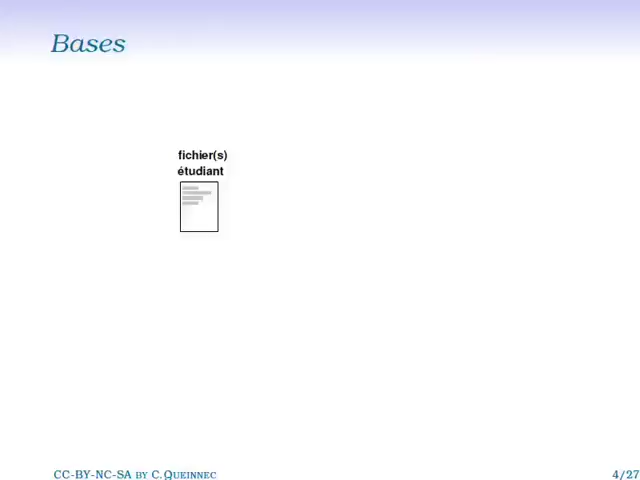 Bases
fichier(s)
étudiant
CC-BY-NC-SA BY C.QUEINNEC
4/27